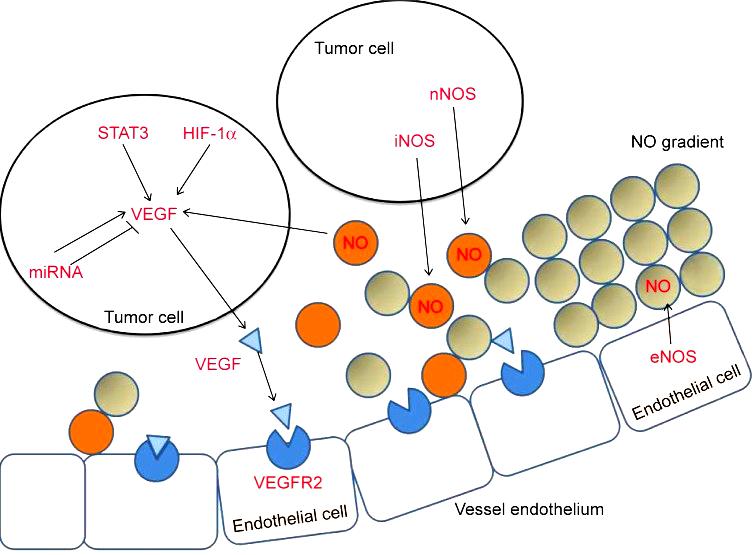 Tumor cell
nNOS
iNOS
NO gradient
STAT3
HIF-1α
VEGF
miRNA
Tumor cell
NO
NO
NO
NO
VEGF
eNOS
Endothelial cell
VEGFR2
Endothelial cell
Vessel endothelium